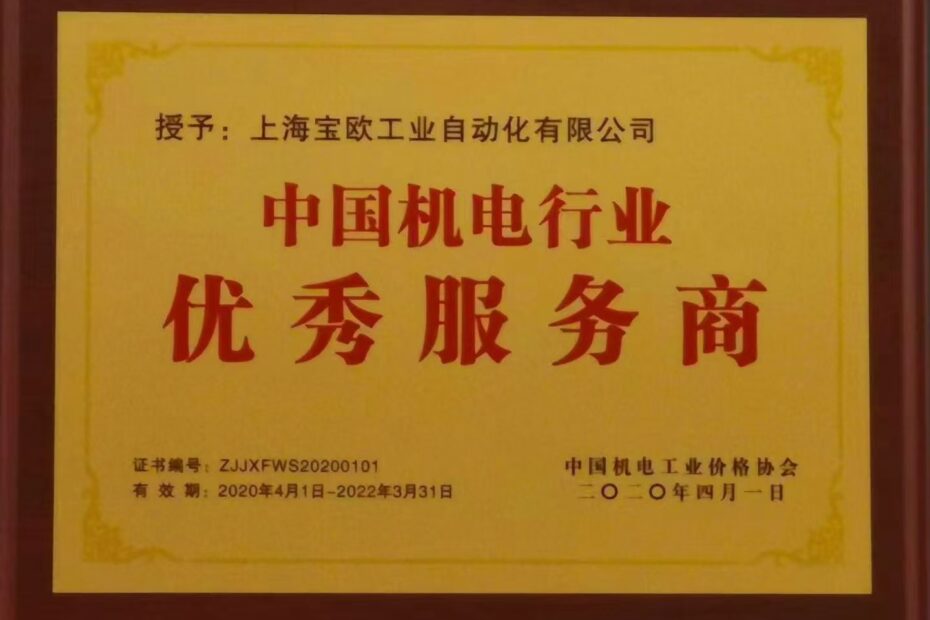 授予：上海宝欧工业自动化有限公司
中国机电行业
优秀服务商
证书编号：ZJJXFWS20200101
有 效 期：2020年4月1日-2022年3月31日
中国机电工业价格协会
二〇二〇年四月一日